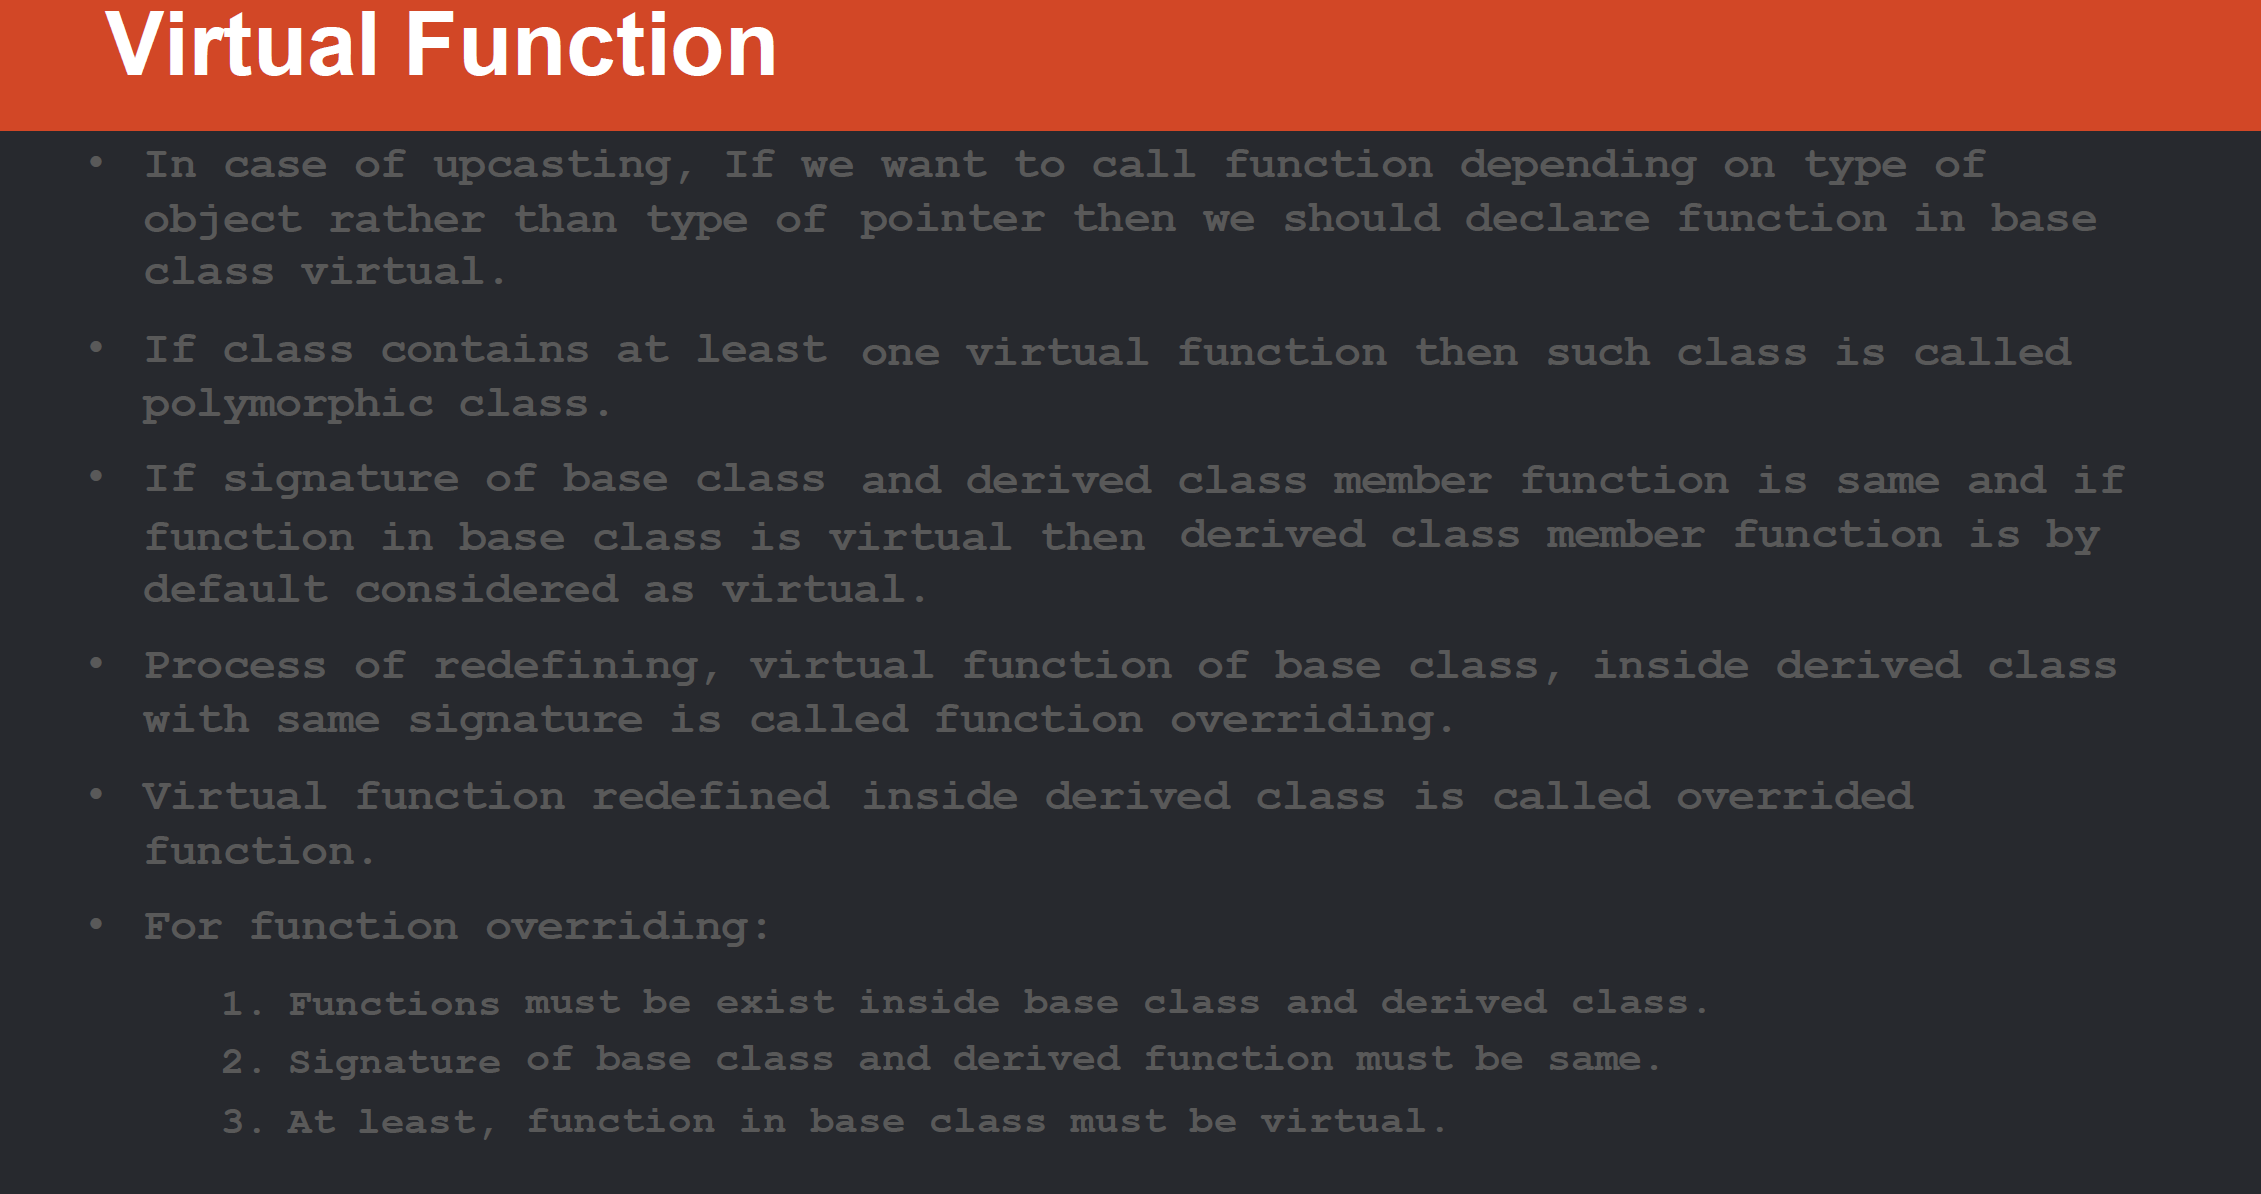 Virtual Function
• In case of upcasting, If we want to call function depending on type of
object rather than type of pointer then we should declare function in base
class virtual.
• If class contains at least one virtual function then such class is called
polymorphic class.
• If signature of base class and derived class member function is same and if
function in base class is virtual then derived class member function is by
default considered as virtual.
• Process of redefining, virtual function of base class, inside derived class
with same signature is called function overriding.
• Virtual function redefined inside derived class is called overrided
function.
• For function overriding:
1. Functions must be exist inside base class and derived class.
2. Signature of base class and derived function must be same.
3. At least, function in base class must be virtual.